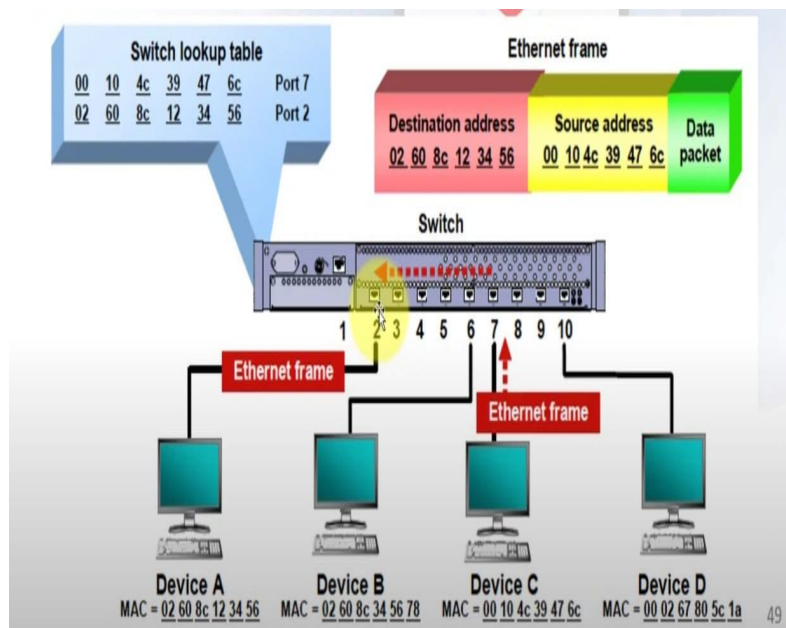 Switch lookup table
00 10 4c 39 47 6c Port 7
02 60 8c 12 34 56 Port 2
Ethernet frame
Destination address
02 60 8c 12 34 56
Source address
00 10 4c 39 47 6c
Data
packet
Switch
1 2 3 4 5 6 7 8 9 10
Ethernet frame
Ethernet frame
Device A
MAC = 02 60 8c 12 34 56
Device B
MAC = 02 60 8c 34 56 78
Device C
MAC = 00 10 4c 39 47 6c
Device D
MAC = 00 02 67 80 5c 1a
49